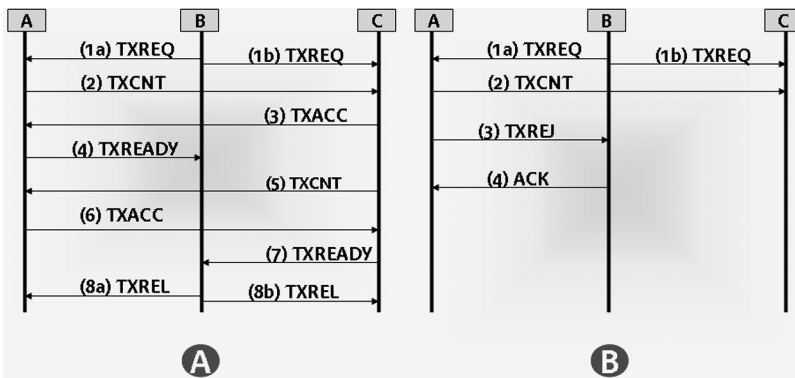 A B C A B C
(1a) TXREQ (1b) TXREQ (1a) TXREQ (1b) TXREQ
(2) TXCNT (2) TXCNT
(3) TXACC (3) TXREJ
(4) TXREADY (4) ACK
(5) TXCNT
(6) TXACC
(7) TXREADY
(8a) TXREL (8b) TXREL
A B